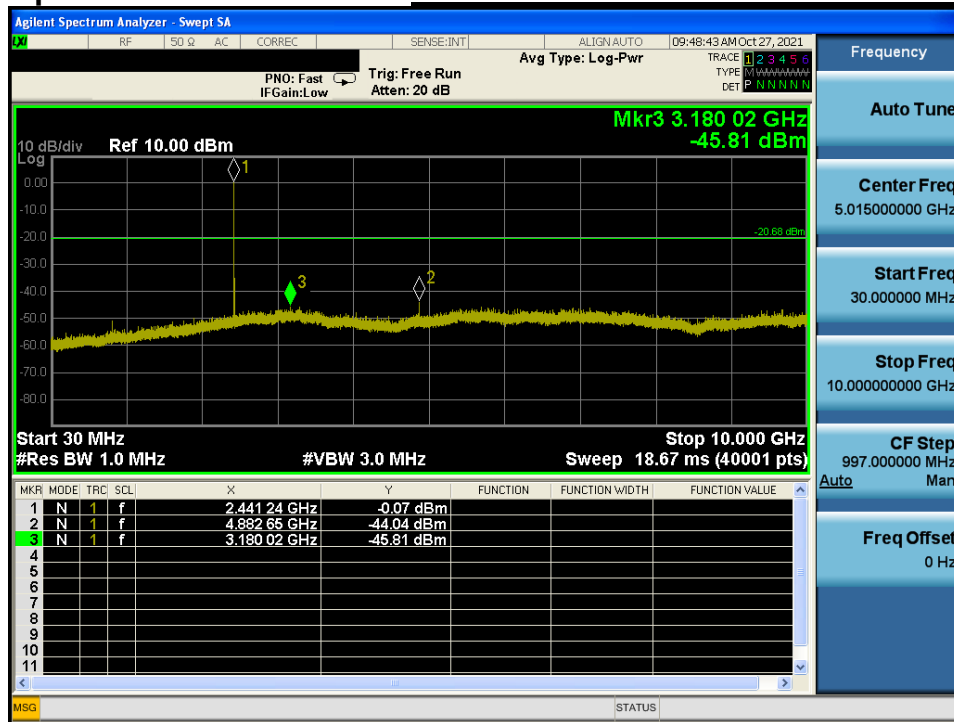 Agilent Spectrum Analyzer - Swept SA
LXI RF 50 Ω AC CORREC SENSE:INT ALIGN AUTO 09:48:43 AM Oct 27, 2021
Frequency
Avg Type: Log-Pwr TRACE 1 2 3 4 5 6
PNO: Fast Trig: Free Run TYPE M
IFGain:Low Atten: 20 dB DET P N N N N N
Auto Tune
Mkr3 3.180 02 GHz
10 dB/div Ref 10.00 dBm -45.81 dBm
Log
1
0.00
Center Freq
5.015000000 GHz
-10.0
-20.0
-20.68 dBm
-30.0
Start Freq
30.000000 MHz
3
2
-40.0
-50.0
-60.0
Stop Freq
10.000000000 GHz
-70.0
-80.0
Start 30 MHz Stop 10.000 GHz
#Res BW 1.0 MHz #VBW 3.0 MHz Sweep 18.67 ms (40001 pts)
CF Step
997.000000 MHz
Auto Man
MKR MODE TRC SCL X Y FUNCTION FUNCTION WIDTH FUNCTION VALUE
1 N 1 f 2.441 24 GHz -0.07 dBm
2 N 1 f 4.882 65 GHz -44.04 dBm
3 N 1 f 3.180 02 GHz -45.81 dBm
4
5
6
7
8
9
10
11
Freq Offset
0 Hz
MSG STATUS